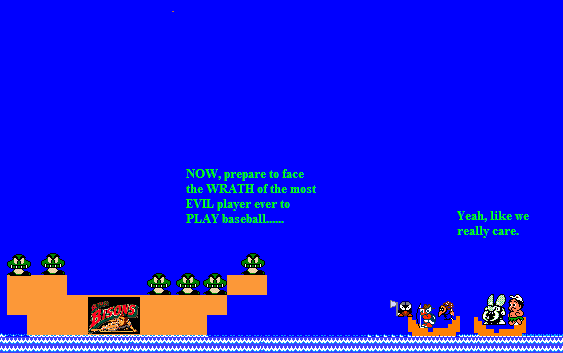 NOW, prepare to face
the WRATH of the most
EVIL player ever to
PLAY baseball......
Yeah, like we
really care.